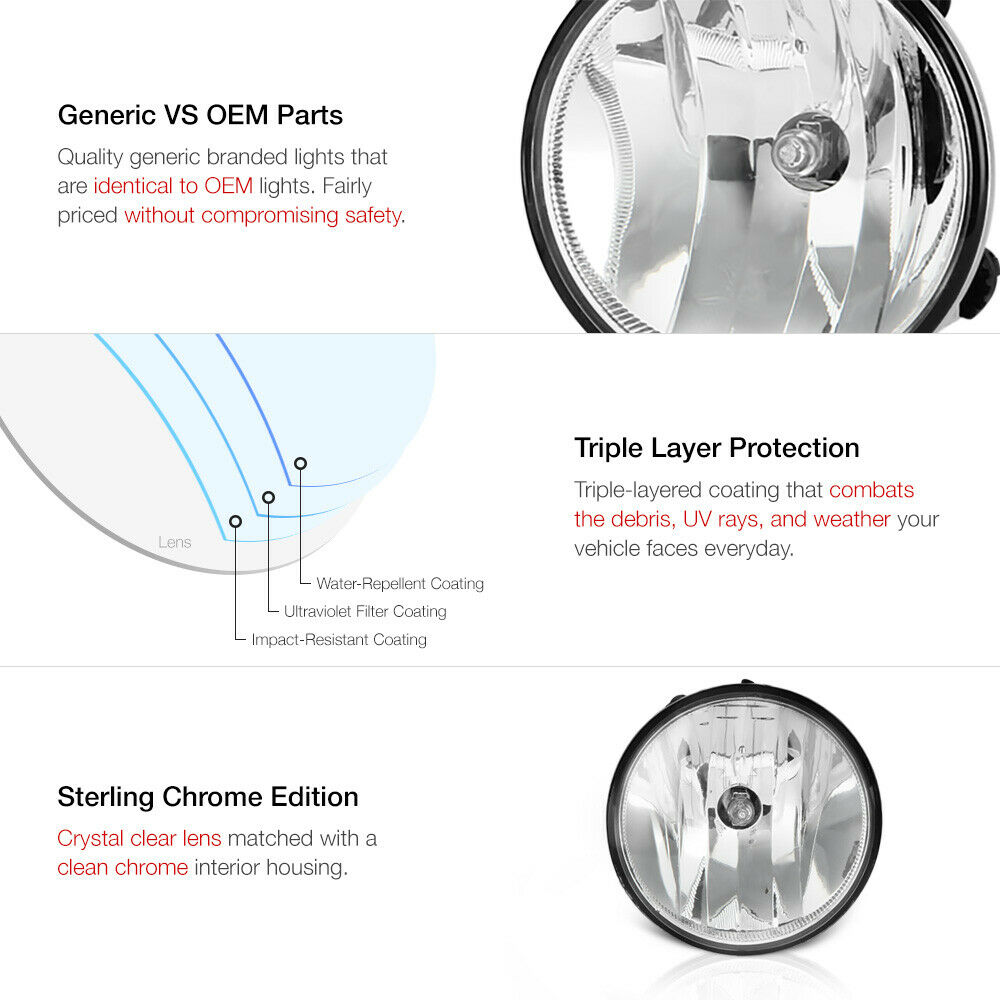 Generic VS OEM Parts
Quality generic branded lights that
are identical to OEM lights. Fairly
priced without compromising safety.
Triple Layer Protection
Triple-layered coating that combats
the debris, UV rays, and weather your
vehicle faces everyday.
Lens
Water-Repellent Coating
Ultraviolet Filter Coating
Impact-Resistant Coating
Sterling Chrome Edition
Crystal clear lens matched with a
clean chrome interior housing.